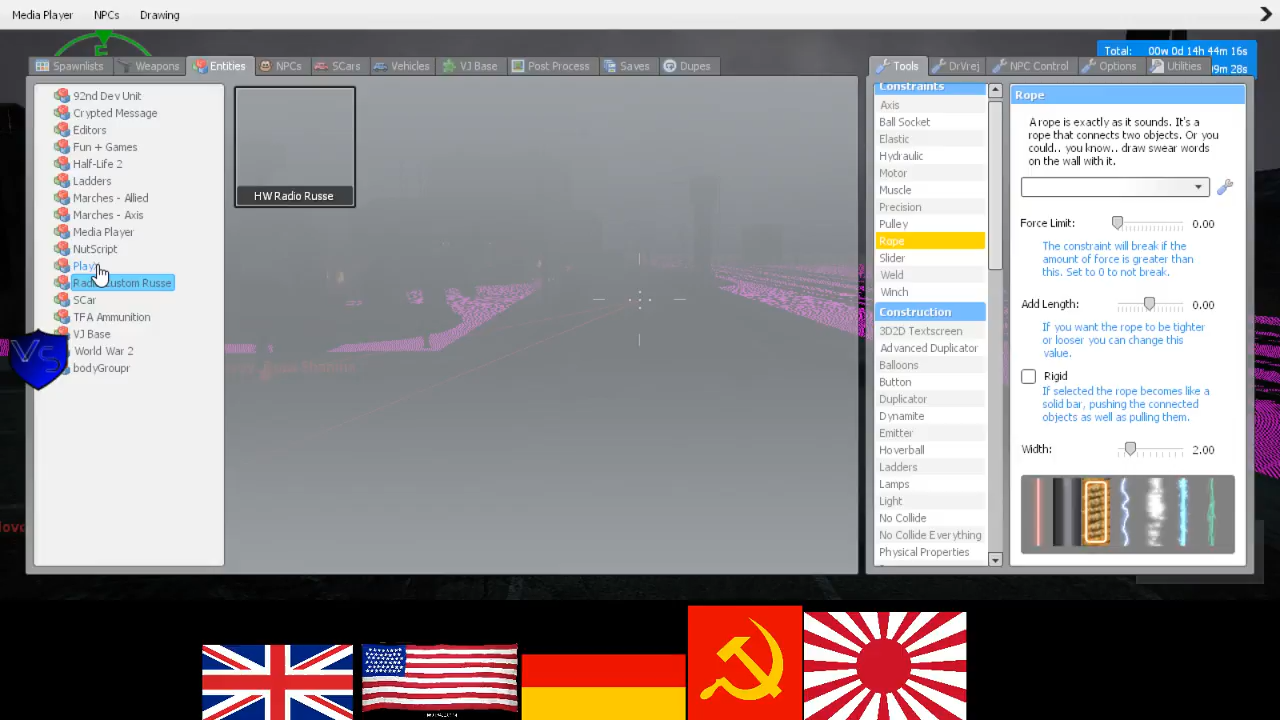 Media Player NPCs Drawing
Total: 00w 0d 14h 44m 16s
9m 28s
Spawnlists Weapons Entities NPCs SCars Vehicles VJ Base Post Process Saves Dupes
Tools DrVrej NPC Control Options Utilities
92nd Dev Unit
Crypted Message
Editors
Fun + Games
Half-Life 2
Ladders
Marches - Allied
Marches - Axis
Media Player
NutScript
Radio Custom Russe
SCar
TFA Ammunition
VJ Base
World War 2
bodyGroupr
VS
HW Radio Russe
Constraints
Axis
Ball Socket
Elastic
Hydraulic
Motor
Muscle
Precision
Pulley
Rope
Slider
Weld
Winch
Construction
3D2D Textscreen
Advanced Duplicator
Balloons
Button
Duplicator
Dynamite
Emitter
Hoverball
Ladders
Lamps
Light
No Collide
No Collide Everything
Physical Properties
Rope
A rope is exactly as it sounds. It's a
rope that connects two objects. Or you
could.. you know.. draw swear words
on the wall with it.
Force Limit: 0.00
The constraint will break if the
amount of force is greater than
this. Set to 0 to not break.
Add Length: 0.00
If you want the rope to be tighter
or looser you can change this
value.
Rigid
If selected the rope becomes like a
solid bar, pushing the connected
objects as well as pulling them.
Width: 2.00